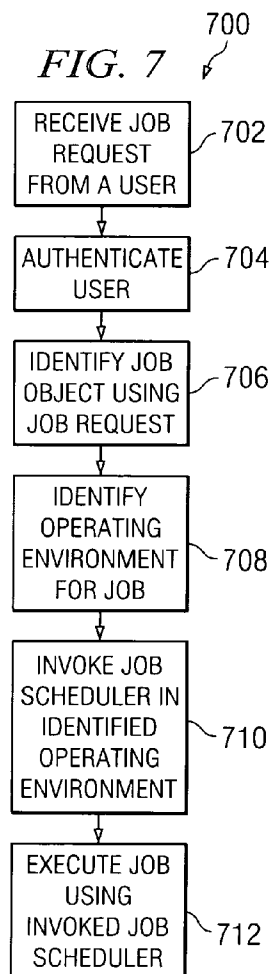 FIG. 7
700
RECEIVE JOB
REQUEST
FROM A USER
702
AUTHENTICATE
USER
704
IDENTIFY JOB
OBJECT USING
JOB REQUEST
706
IDENTIFY
OPERATING
ENVIRONMENT
FOR JOB
708
INVOKE JOB
SCHEDULER IN
IDENTIFIED
OPERATING
ENVIRONMENT
710
EXECUTE JOB
USING
INVOKED JOB
SCHEDULER
712